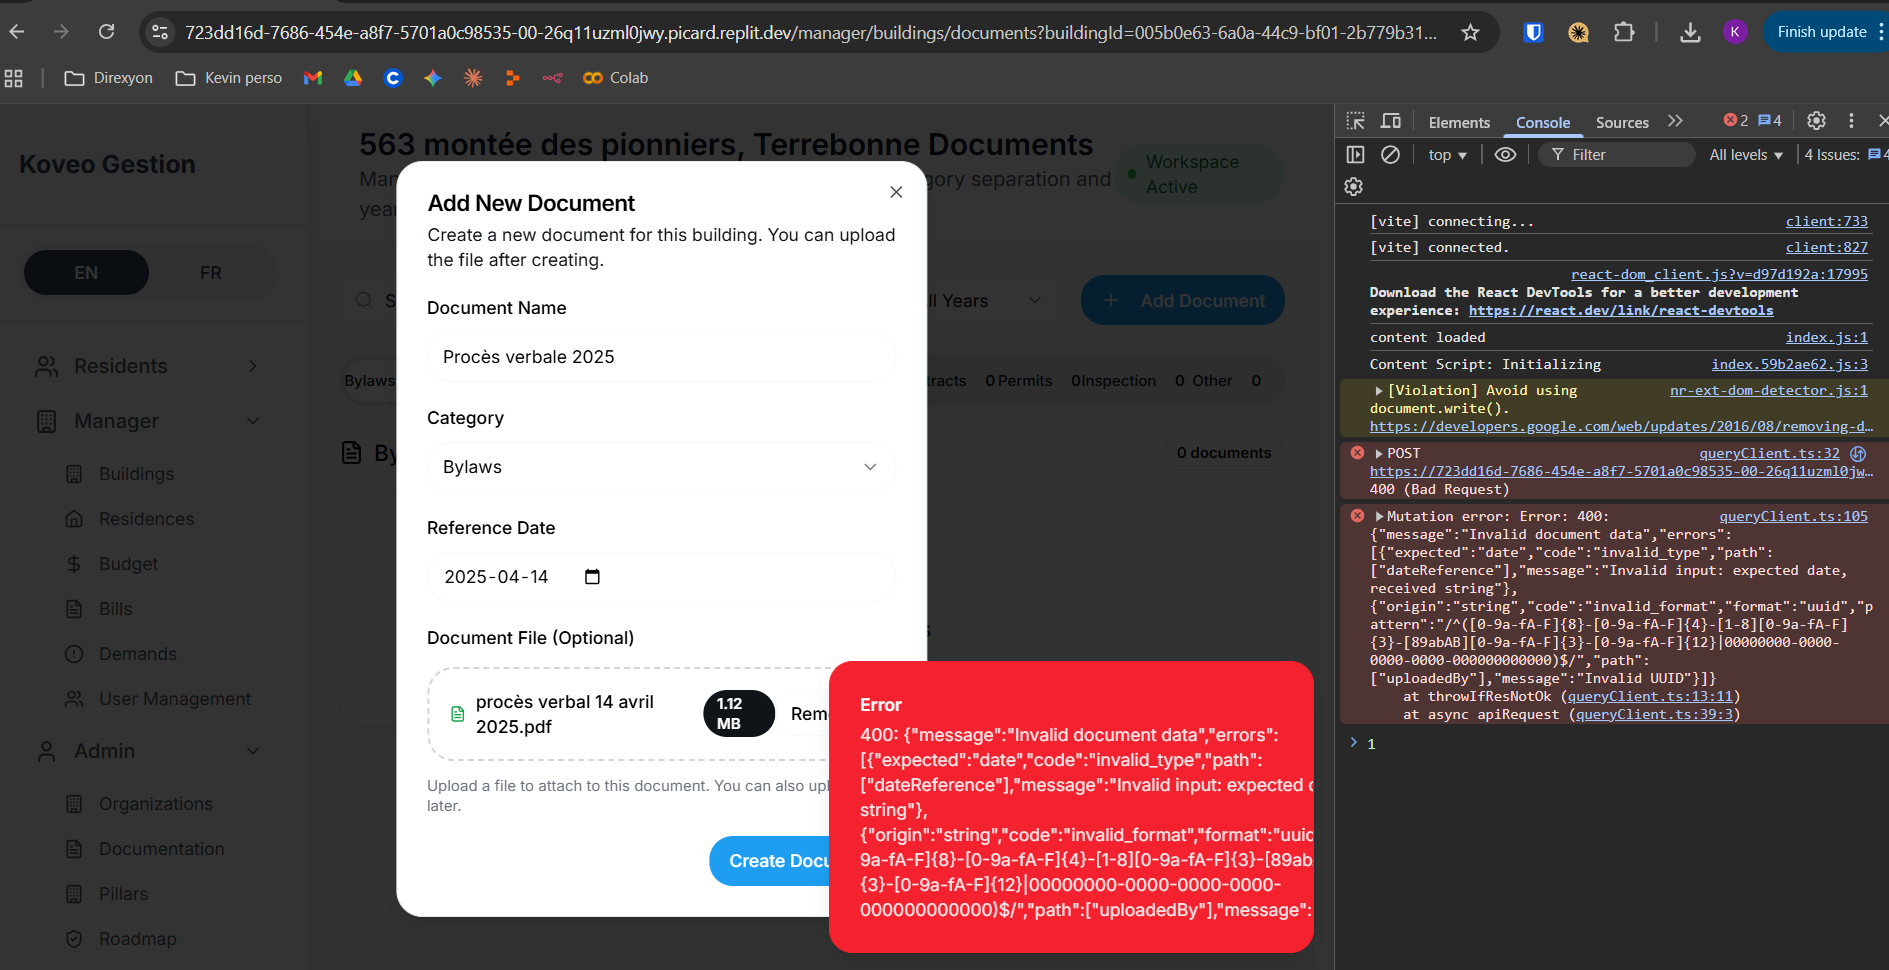 723dd16d-7686-454e-a8f7-5701a0c98535-00-26q11uzml0jwy.picard.replit.dev/manager/buildings/documents?buildingId=005b0e63-6a0a-44c9-bf01-2b779b31...
K
Finish update
Direxyon
Kevin perso
Colab
Koveo Gestion
EN
FR
Residents
Manager
Buildings
Residences
Budget
Bills
Demands
User Management
Admin
Organizations
Documentation
Pillars
Roadmap
563 montée des pionniers, Terrebonne Documents
gory separation and
Workspace
Active
ll Years
Add Document
Bylaws
tracts 0 Permits 0 Inspection 0 Other 0
0 documents
Add New Document
Create a new document for this building. You can upload
the file after creating.
Document Name
Procès verbale 2025
Category
Bylaws
Reference Date
2025-04-14
Document File (Optional)
procès verbal 14 avril
2025.pdf
1.12
MB
Rem
Upload a file to attach to this document. You can also upl
later.
Create Docu
Error
400: {"message":"Invalid document data","errors":
[{"expected":"date","code":"invalid_type","path":
["dateReference"],"message":"Invalid input: expected d
string"},
{"origin":"string","code":"invalid_format","format":"uuid
9a-fA-F]{8}-[0-9a-fA-F]{4}-[1-8][0-9a-fA-F]{3}-[89ab
{3}-[0-9a-fA-F]{12}|00000000-0000-0000-0000-
000000000000)$/","path":["uploadedBy"],"message":
Elements
Console
Sources
2
4
top
Filter
All levels
4 Issues:
4
[vite] connecting... client:733
[vite] connected. client:827
react-dom_client.js?v=d97d192a:17995
Download the React DevTools for a better development
experience: https://react.dev/link/react-devtools
content loaded index.js:1
Content Script: Initializing index.59b2ae62.js:3
[Violation] Avoid using nr-ext-dom-detector.js:1
document.write().
https://developers.google.com/web/updates/2016/08/removing-d…
POST queryClient.ts:32
https://723dd16d-7686-454e-a8f7-5701a0c98535-00-26q11uzml0jw…
400 (Bad Request)
Mutation error: Error: 400: queryClient.ts:105
{"message":"Invalid document data","errors":
[{"expected":"date","code":"invalid_type","path":
["dateReference"],"message":"Invalid input: expected date,
received string"},
{"origin":"string","code":"invalid_format","format":"uuid","p
attern":"/^([0-9a-fA-F]{8}-[0-9a-fA-F]{4}-[1-8][0-9a-fA-F]
{3}-[89abAB][0-9a-fA-F]{3}-[0-9a-fA-F]{12}|00000000-0000-
0000-0000-000000000000)$/","path":
["uploadedBy"],"message":"Invalid UUID"}]}
at throwIfResNotOk (queryClient.ts:13:11)
at async apiRequest (queryClient.ts:39:3)
1